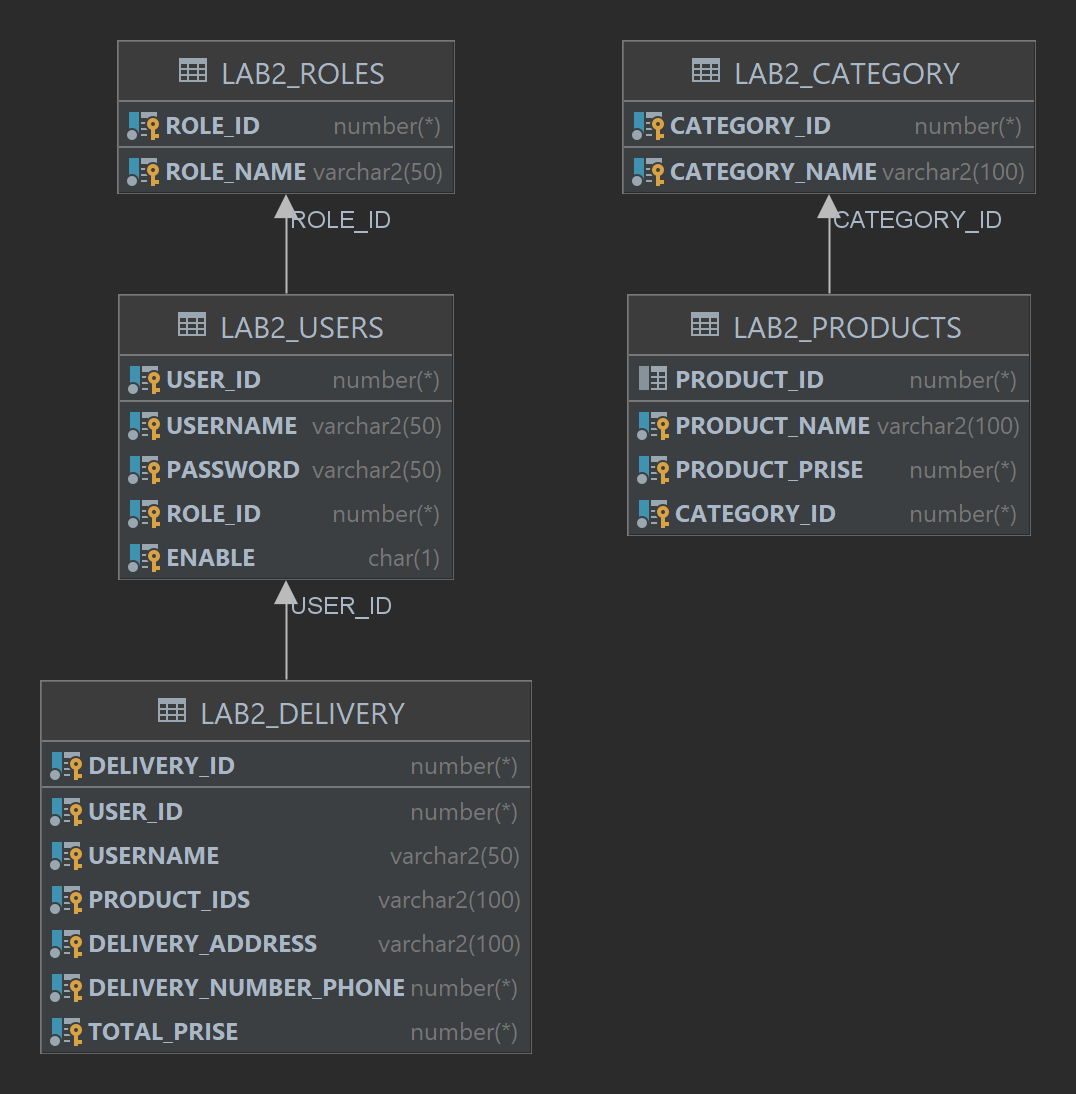 LAB2_ROLES
ROLE_ID number(*)
ROLE_NAME varchar2(50)
ROLE_ID
LAB2_USERS
USER_ID number(*)
USERNAME varchar2(50)
PASSWORD varchar2(50)
ROLE_ID number(*)
ENABLE char(1)
USER_ID
LAB2_DELIVERY
DELIVERY_ID number(*)
USER_ID number(*)
USERNAME varchar2(50)
PRODUCT_IDS varchar2(100)
DELIVERY_ADDRESS varchar2(100)
DELIVERY_NUMBER_PHONE number(*)
TOTAL_PRISE number(*)
LAB2_CATEGORY
CATEGORY_ID number(*)
CATEGORY_NAME varchar2(100)
CATEGORY_ID
LAB2_PRODUCTS
PRODUCT_ID number(*)
PRODUCT_NAME varchar2(100)
PRODUCT_PRISE number(*)
CATEGORY_ID number(*)